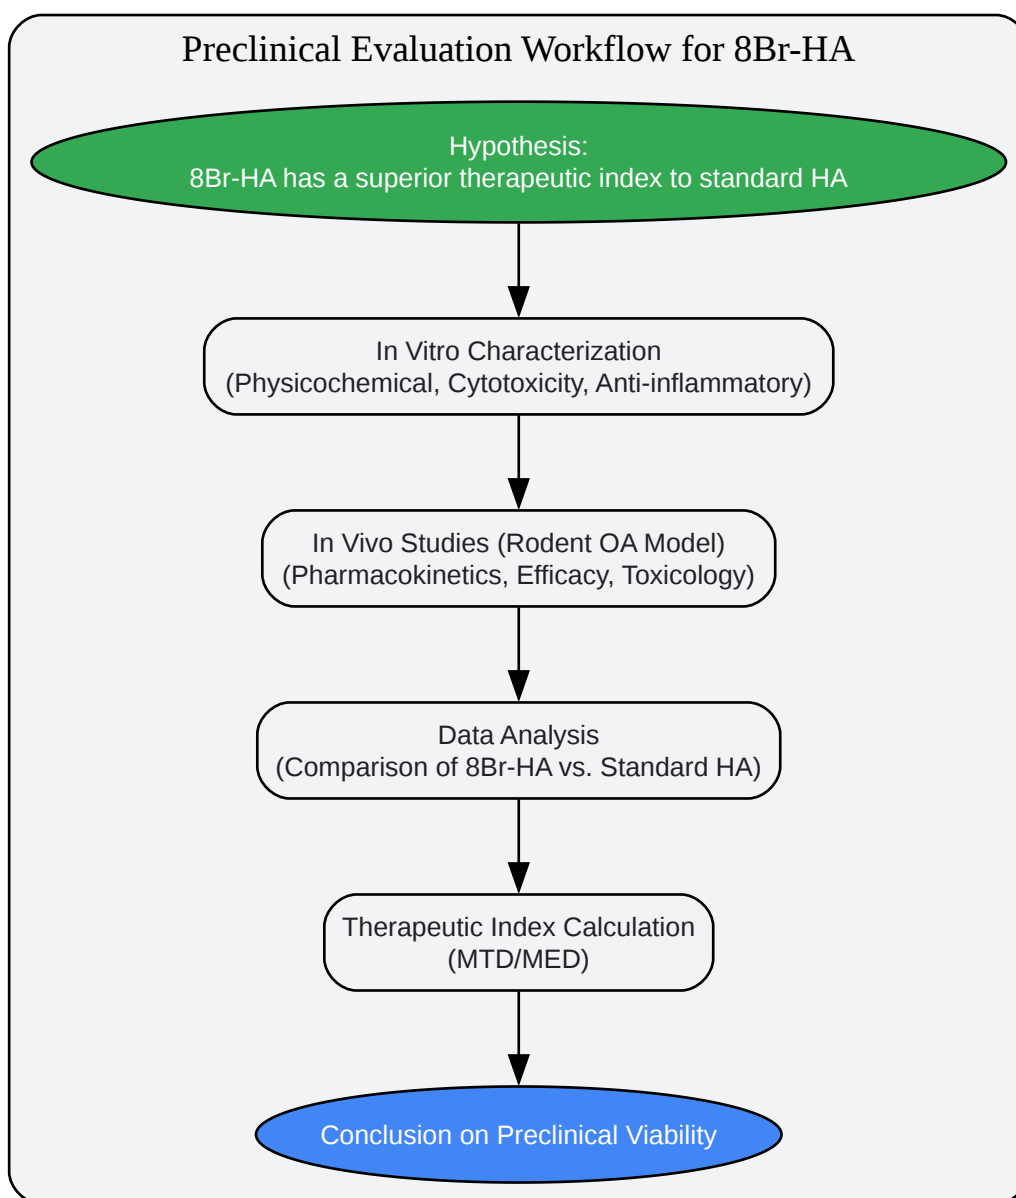 Preclinical Evaluation Workflow for 8Br-HA
Hypothesis:
8Br-HA has a superior therapeutic index to standard HA
In Vitro Characterization
(Physicochemical, Cytotoxicity, Anti-inflammatory)
In Vivo Studies (Rodent OA Model)
(Pharmacokinetics, Efficacy, Toxicology)
Data Analysis
(Comparison of 8Br-HA vs. Standard HA)
Therapeutic Index Calculation
(MTD/MED)
Conclusion on Preclinical Viability